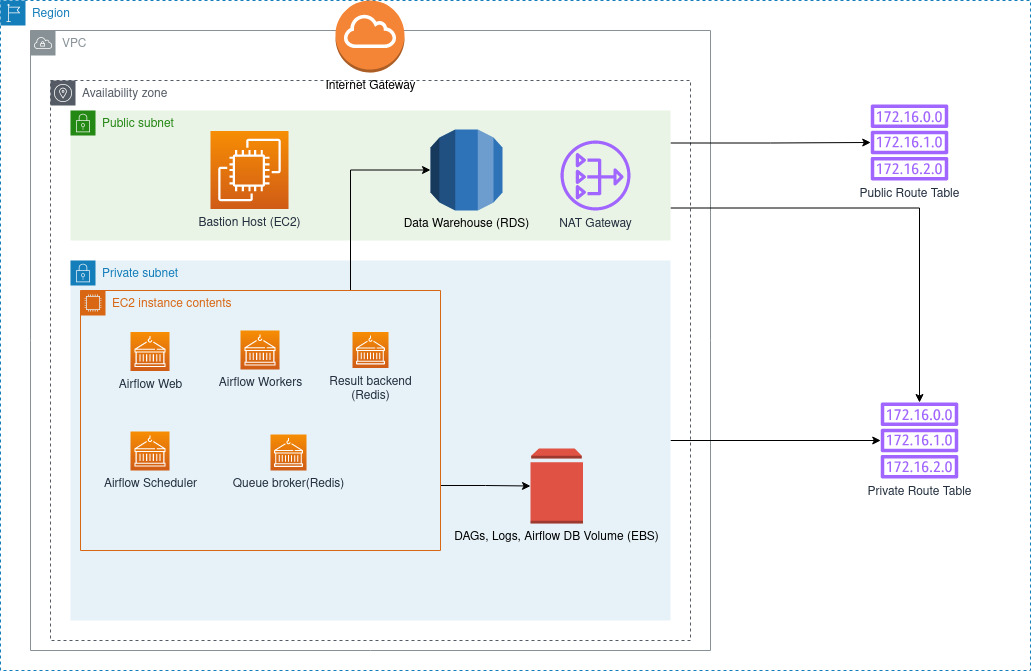 Region
VPC
Internet Gateway
Availability zone
Public subnet
Bastion Host (EC2)
Data Warehouse (RDS)
NAT Gateway
172.16.0.0
172.16.1.0
172.16.2.0
Public Route Table
Private subnet
EC2 instance contents
Airflow Web
Airflow Workers
Result backend
(Redis)
Airflow Scheduler
Queue broker(Redis)
DAGs, Logs, Airflow DB Volume (EBS)
172.16.0.0
172.16.1.0
172.16.2.0
Private Route Table